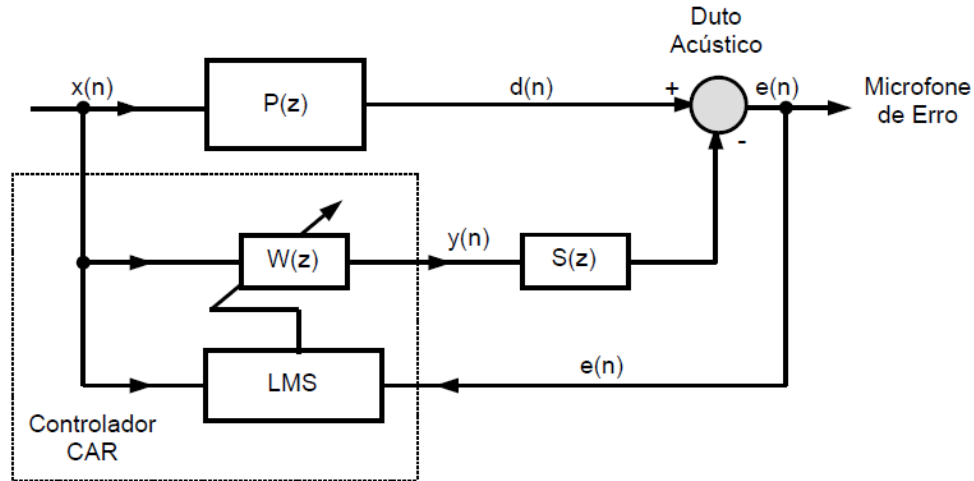 Duto
Acústico
x(n)
P(z)
d(n)
+
e(n)
Microfone
de Erro
-
W(z)
y(n)
S(z)
LMS
e(n)
Controlador
CAR